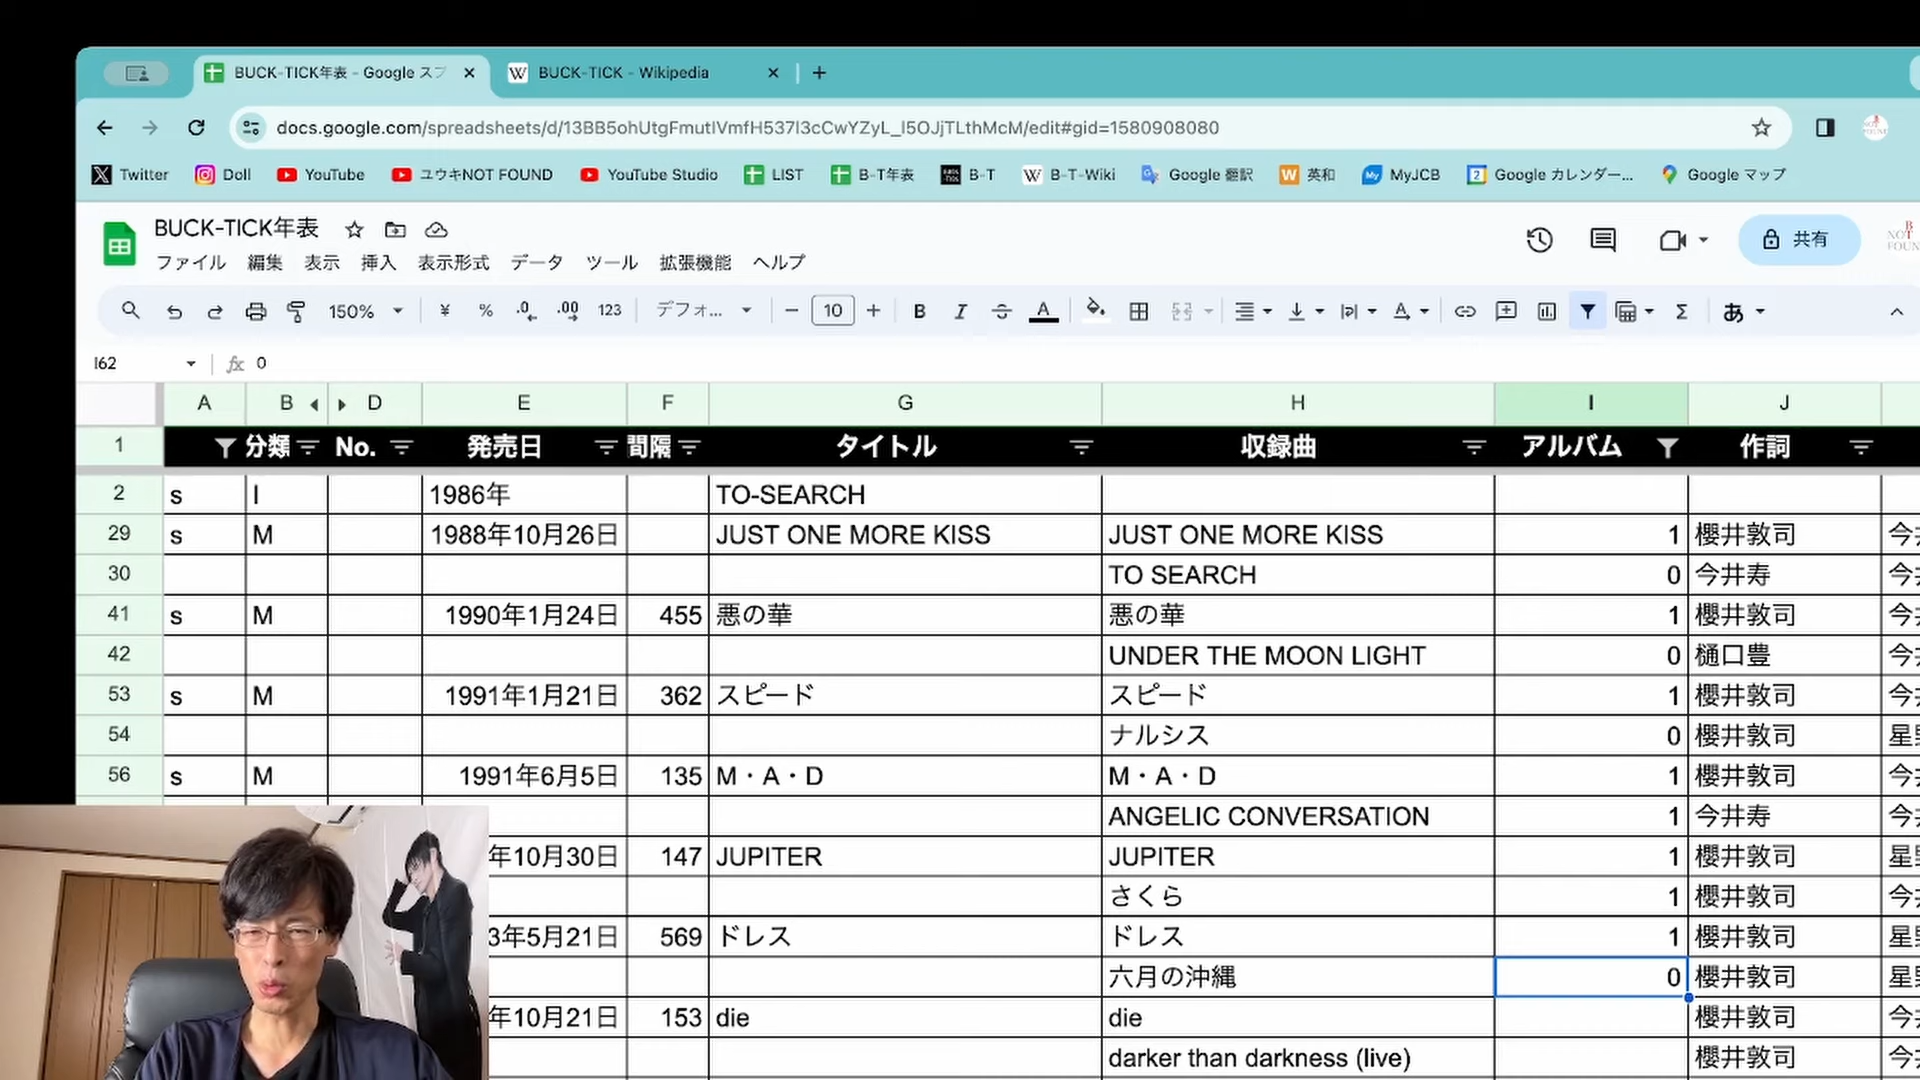 BUCK-TICK年表 - Google スプ
BUCK-TICK - Wikipedia
docs.google.com/spreadsheets/d/13BB5ohUtgFmutIVmfH537I3cCwYZyL_I5OJjTLthMcM/edit#gid=1580908080
Twitter Doll YouTube ユウキNOT FOUND YouTube Studio LIST B-T年表 B-T B-T-Wiki Google 翻訳 英和 MyJCB Google カレンダー... Google マップ
BUCK-TICK年表
共有
ファイル 編集 表示 挿入 表示形式 データ ツール 拡張機能 ヘルプ
150% ¥ % .0 .00 123 デフォ... 10 B I A Σ あ
I62 fx 0
A B D E F G H I J
1 分類 No. 発売日 間隔 タイトル 収録曲 アルバム 作詞
2 s I 1986年 TO-SEARCH
29 s M 1988年10月26日 JUST ONE MORE KISS JUST ONE MORE KISS 1 櫻井敦司 今
30 TO SEARCH 0 今井寿 今
41 s M 1990年1月24日 455 悪の華 悪の華 1 櫻井敦司 今
42 UNDER THE MOON LIGHT 0 樋口豊 今
53 s M 1991年1月21日 362 スピード スピード 1 櫻井敦司 今
54 ナルシス 0 櫻井敦司 星
56 s M 1991年6月5日 135 M・A・D M・A・D 1 櫻井敦司 今
ANGELIC CONVERSATION 1 今井寿 今
年10月30日 147 JUPITER JUPITER 1 櫻井敦司 星
さくら 1 櫻井敦司 今
3年5月21日 569 ドレス ドレス 1 櫻井敦司 星
六月の沖縄 0 櫻井敦司 星
年10月21日 153 die die 櫻井敦司 今
darker than darkness (live) 櫻井敦司 今